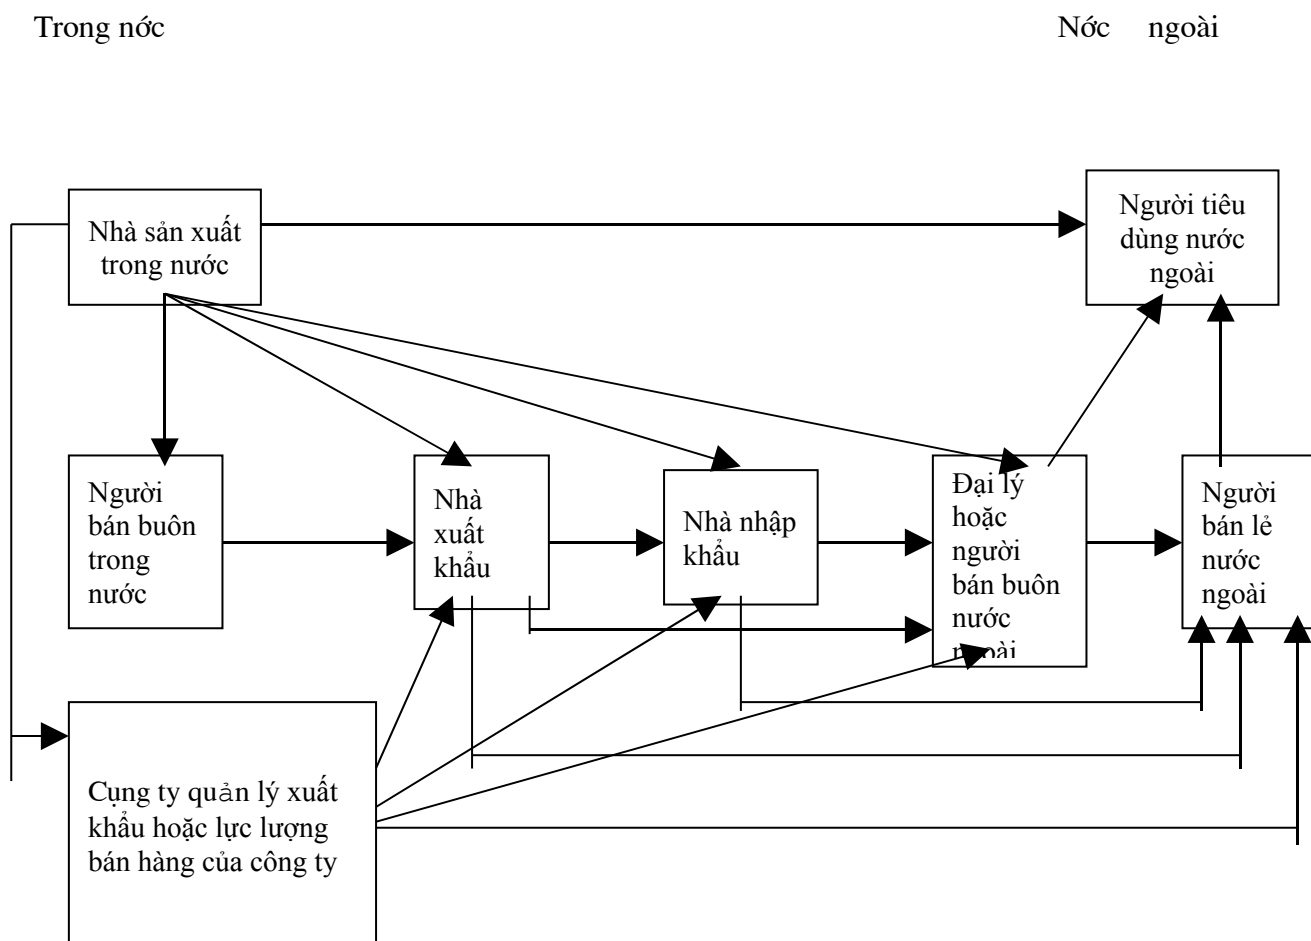 Trong nớc
Nớc ngoài
Nhà sản xuất
trong nước
Người tiêu
dùng nước
ngoài
Người
bán buôn
trong
nước
Nhà
xuất
khẩu
Nhà nhập
khẩu
Đại lý
hoặc
người
bán buôn
nước
ngoài
Người
bán lẻ
nước
ngoài
Cụng ty quản lý xuất
khẩu hoặc lực lượng
bán hàng của công ty